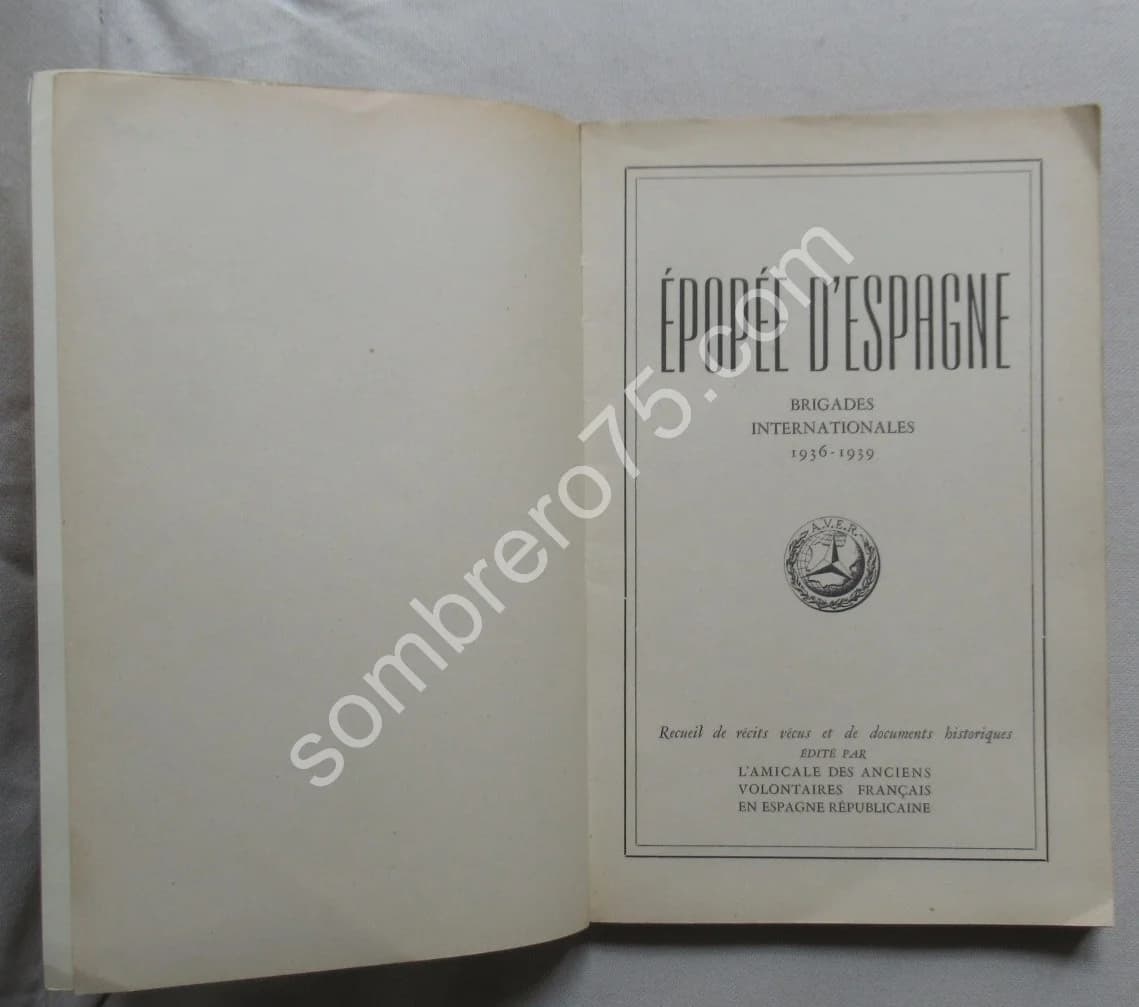 ÉPOPÉE D'ESPAGNE
BRIGADES
INTERNATIONALES
1936-1939
A.V.E.R.
Recueil de récits vécus et de documents historiques
ÉDITÉ PAR
L'AMICALE DES ANCIENS
VOLONTAIRES FRANÇAIS
EN ESPAGNE RÉPUBLICAINE
sombrero75.com